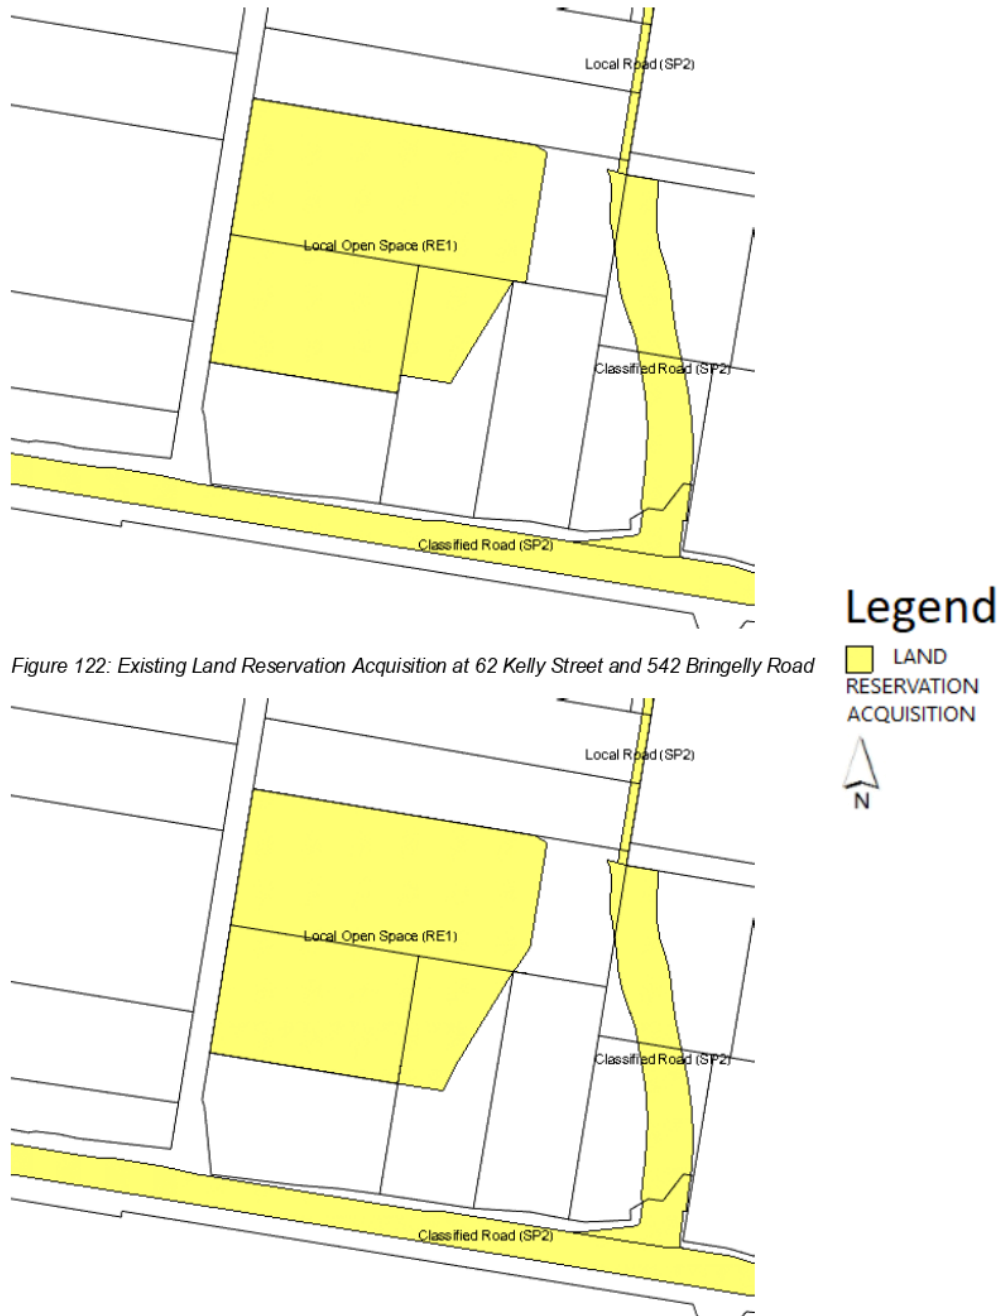 Local Road (SP2)
Local Open Space (RE1)
Classified Road (SP2)
Classified Road (SP2)
Figure 122: Existing Land Reservation Acquisition at 62 Kelly Street and 542 Bringelly Road
Legend
LAND
RESERVATION
ACQUISITION
N
Local Road (SP2)
Local Open Space (RE1)
Classified Road (SP2)
Classified Road (SP2)